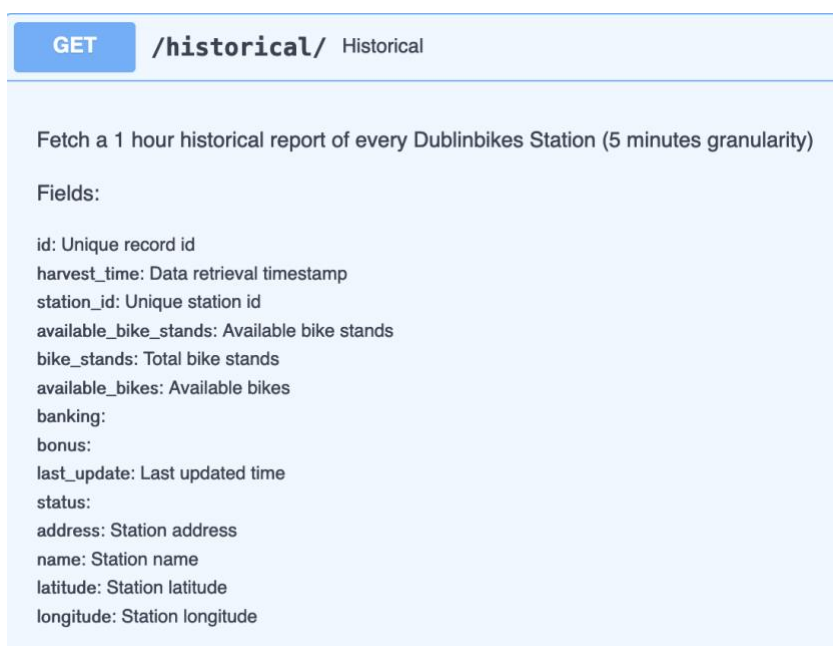 GET /historical/ Historical
Fetch a 1 hour historical report of every Dublinbikes Station (5 minutes granularity)
Fields:
id: Unique record id
harvest_time: Data retrieval timestamp
station_id: Unique station id
available_bike_stands: Available bike stands
bike_stands: Total bike stands
available_bikes: Available bikes
banking:
bonus:
last_update: Last updated time
status:
address: Station address
name: Station name
latitude: Station latitude
longitude: Station longitude